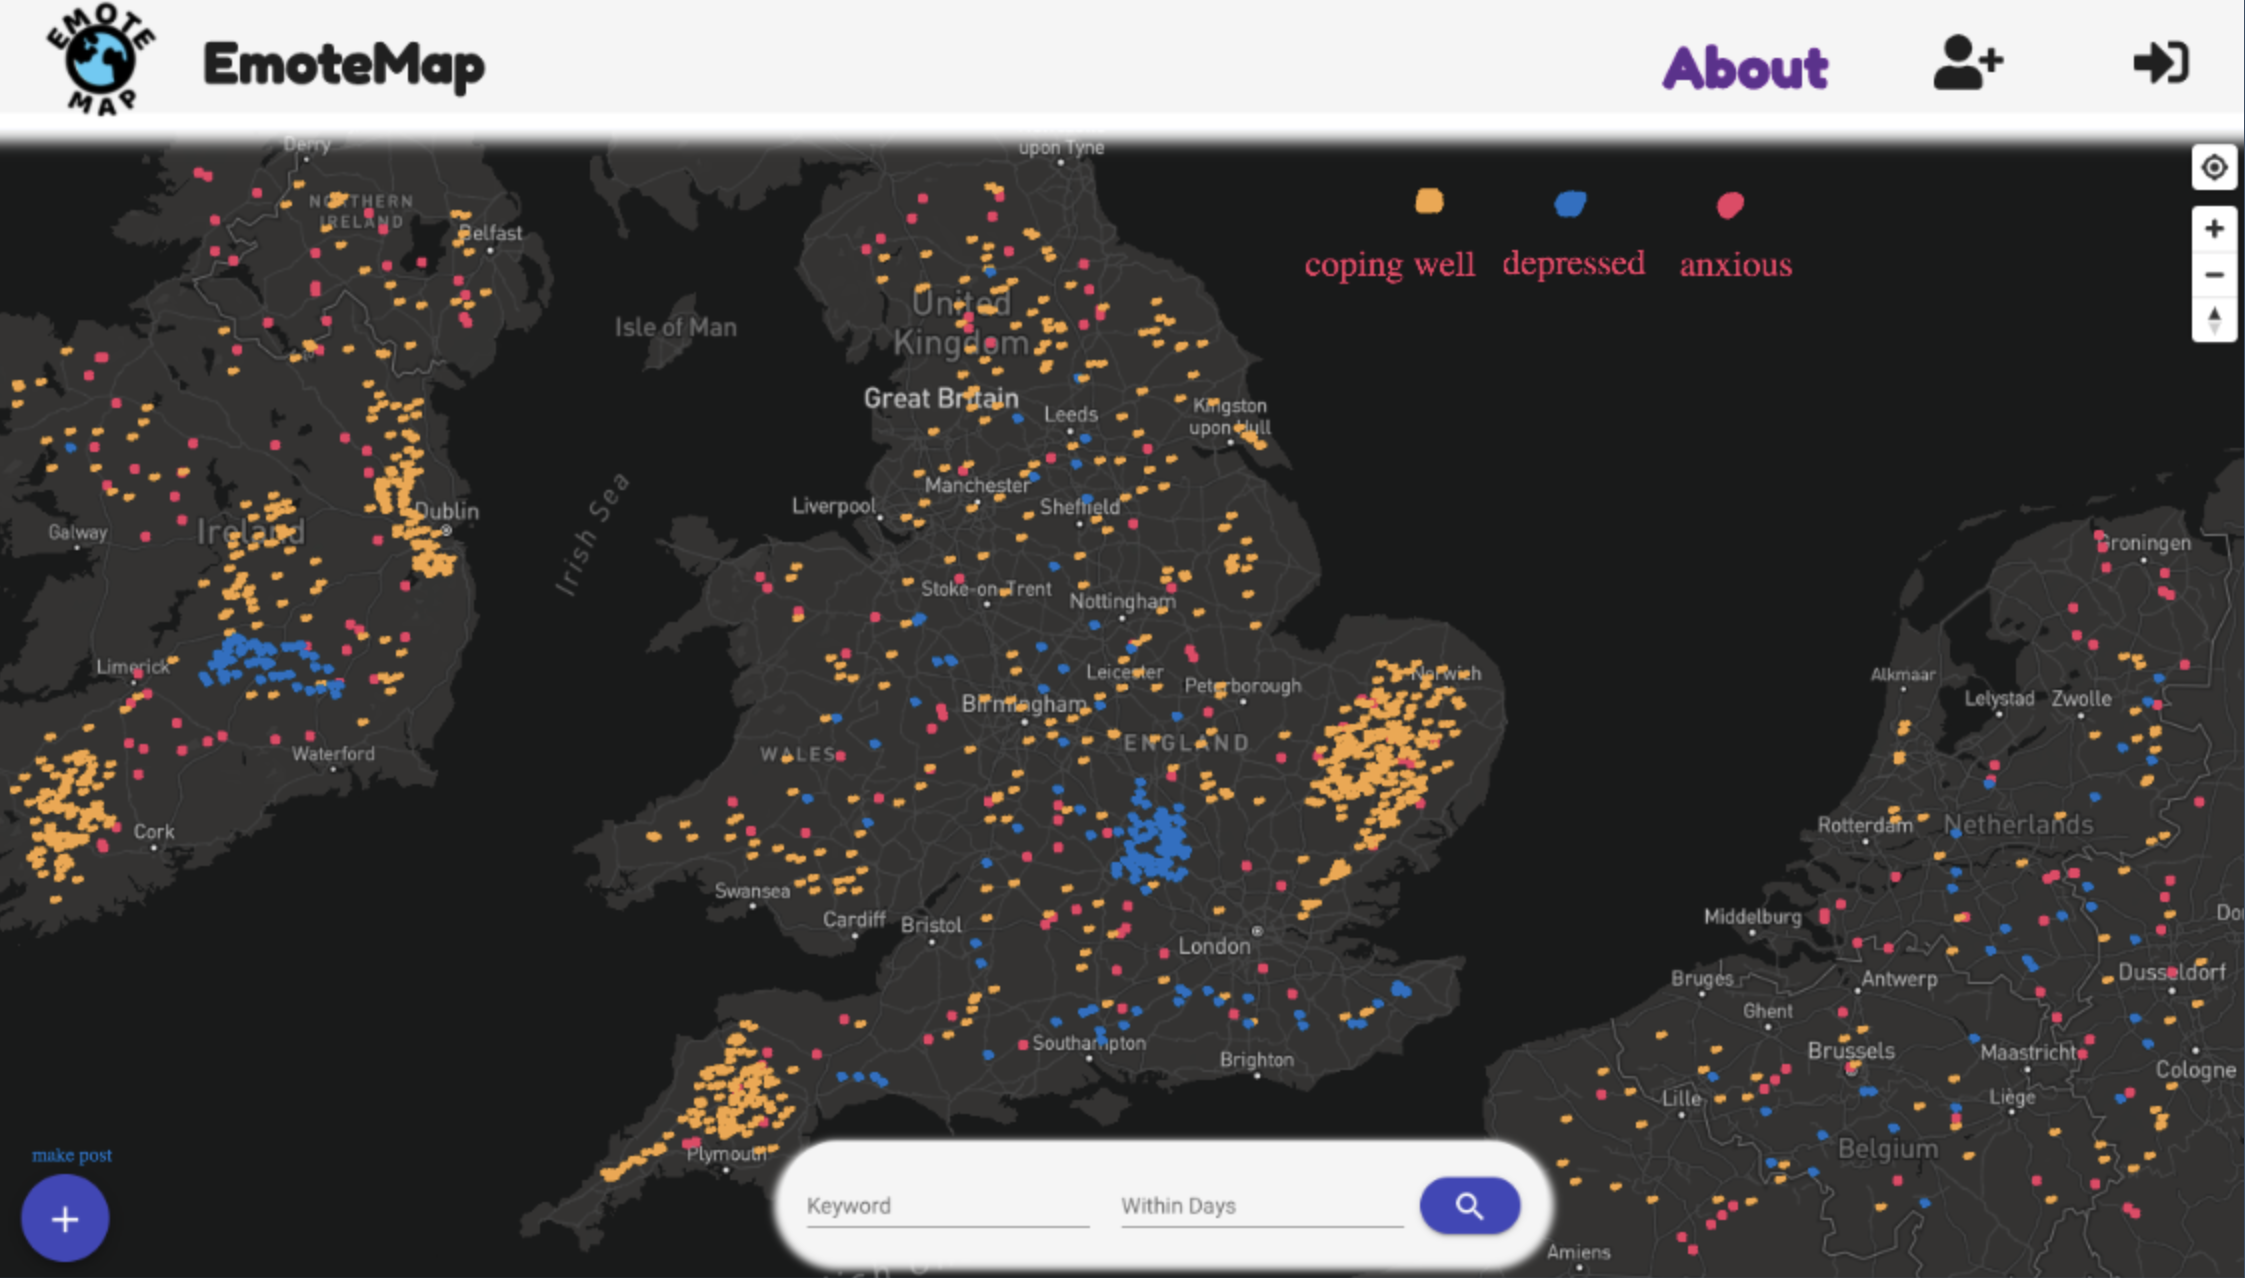 EMOTE
MAP
EmoteMap
About
Derry
upon Tyne
NORTHERN
IRELAND
Belfast
coping well
depressed
anxious
Isle of Man
United
Kingdom
Great Britain
Leeds
Kingston
upon Hull
Manchester
Liverpool
Sheffield
Irish Sea
Dublin
Ireland
Galway
Groningen
Stoke-on-Trent
Nottingham
Limerick
Leicester
Peterborough
Norwich
Alkmaar
Lelystad
Zwolle
Birmingham
WALES
ENGLAND
Waterford
Cork
Rotterdam
Netherlands
Swansea
Cardiff
Bristol
London
Middelburg
Bruges
Antwerp
Dusseldorf
Ghent
Southampton
Brighton
Brussels
Maastricht
Cologne
Lille
Liège
Belgium
Plymouth
make post
Keyword
Within Days
Amiens